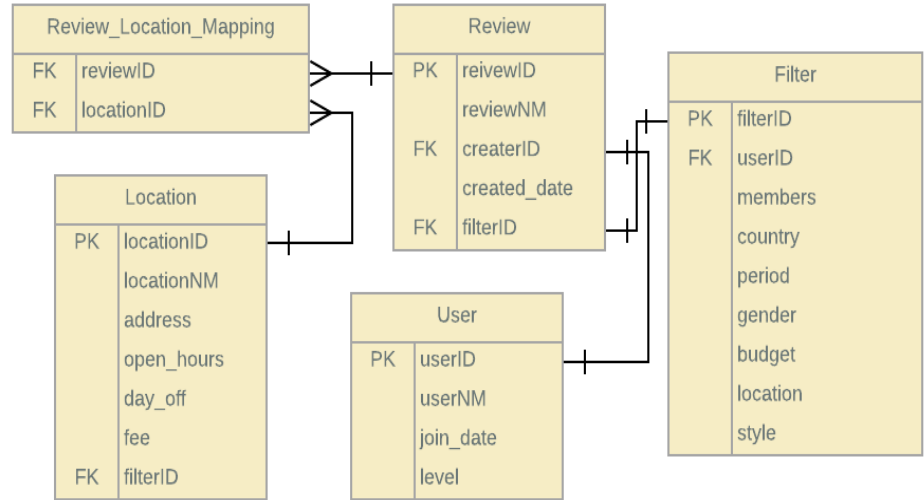 Review_Location_Mapping
FK reviewID
FK locationID
Review
PK reivewID
reviewNM
FK createrID
created_date
FK filterID
Filter
PK filterID
FK userID
members
country
period
gender
budget
location
style
Location
PK locationID
locationNM
address
open_hours
day_off
fee
FK filterID
User
PK userID
userNM
join_date
level